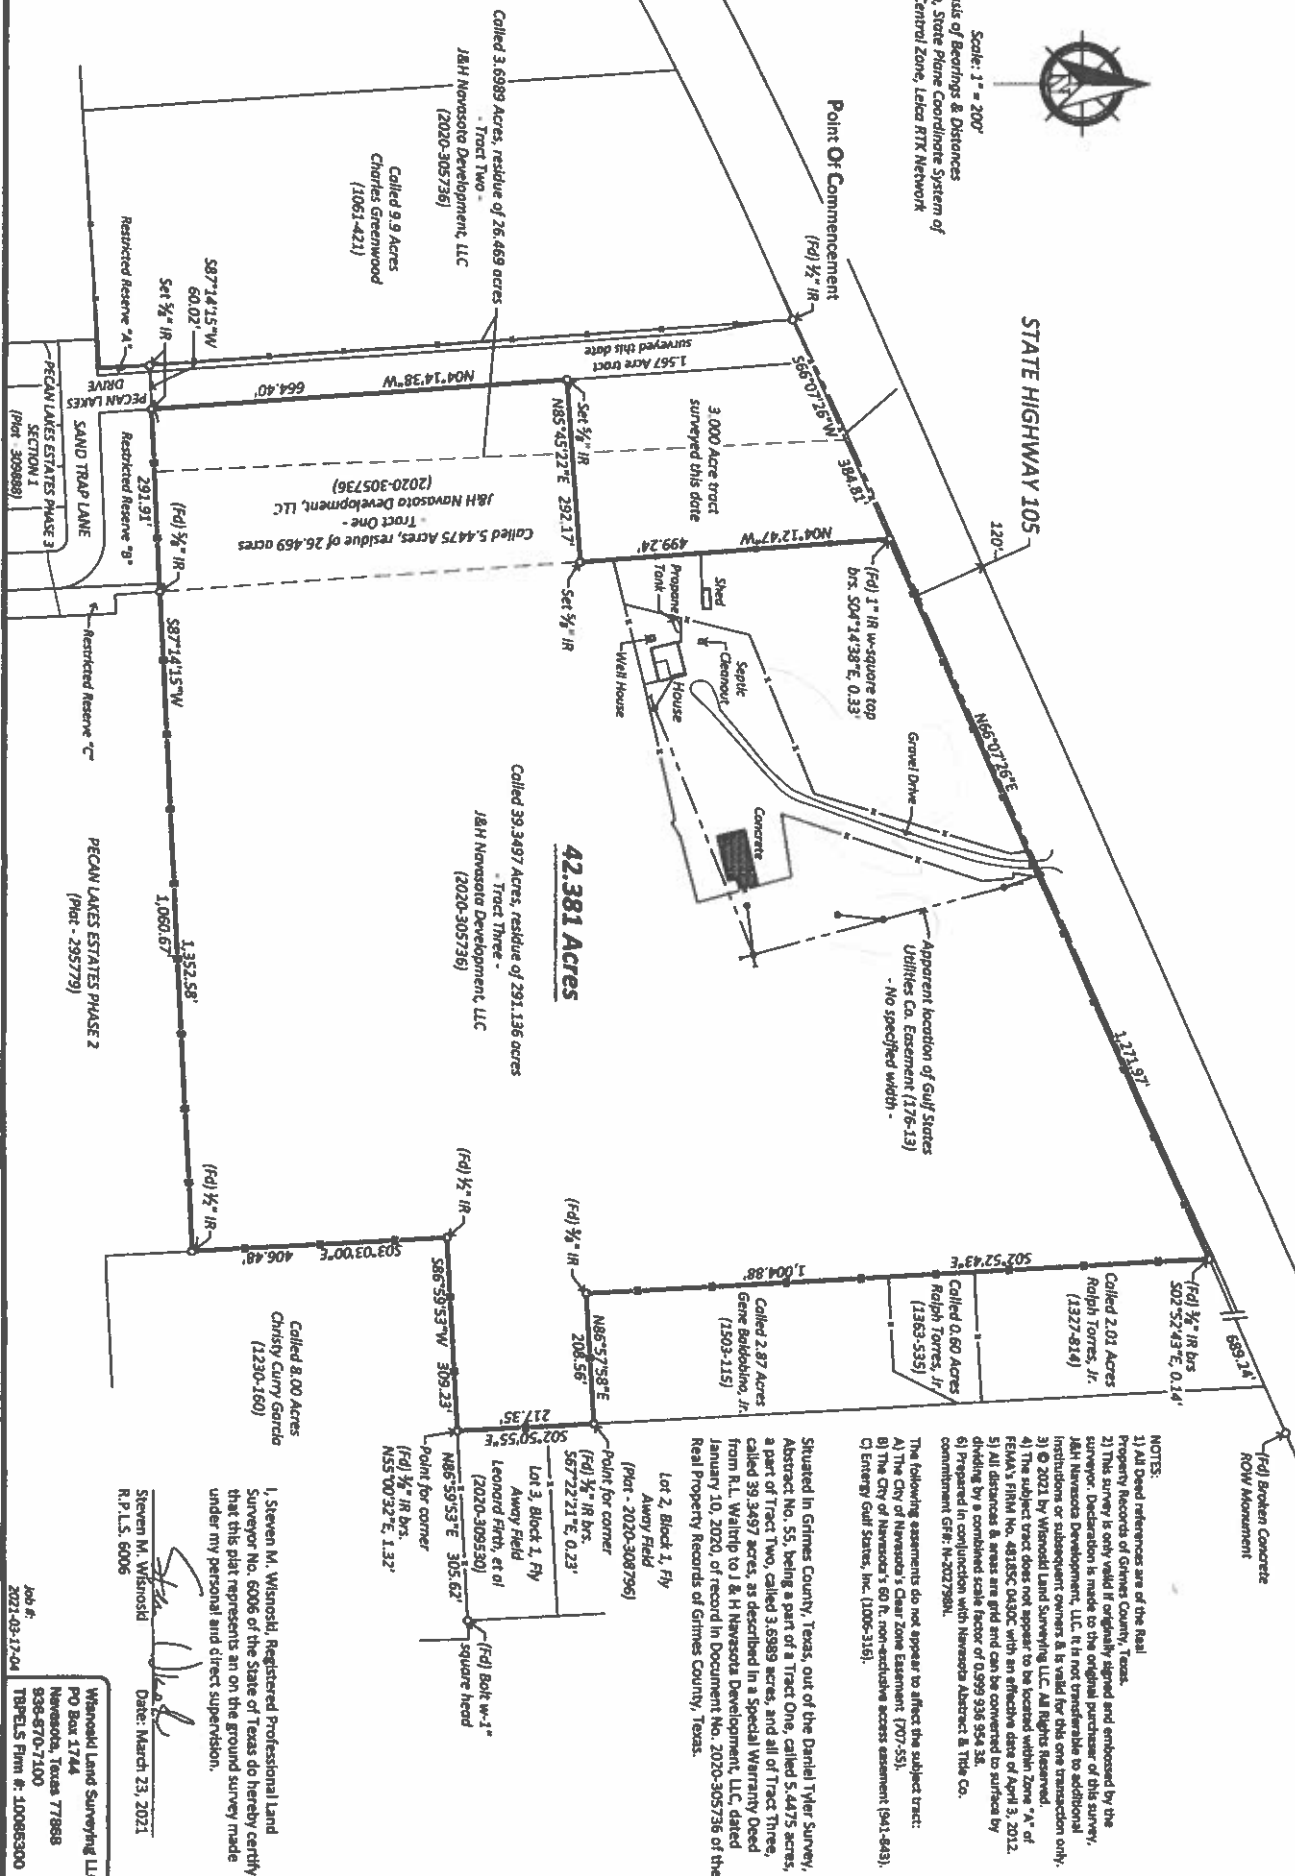 Scale: 1" = 200'
sis of Bearings & Distances
, State Plane Coordinate System of
Central Zone, Leica RTK Network
STATE HIGHWAY 105
120'
Point Of Commencement
(Fd) ½" IR
S66°07'26"W
384.81'
(Fd) 1" IR w-square top
brs. S04°14'38"E, 0.33'
N66°07'26"E
1,271.97'
689.24'
(Fd) Broken Concrete
ROW Monument
Called 3.6989 Acres, residue of 26.469 acres
- Tract Two -
J&H Navasota Development, LLC
(2020-305736)
Called 9.9 Acres
Charles Greenwood
(1061-421)
1.567 Acre tract
surveyed this date
3.000 Acre tract
surveyed this date
N04°14'38"W
664.40'
Set ⅝" IR
N85°45'22"E 292.17'
N04°12'47"W
499.24'
Set ⅝" IR
Called 5.4475 Acres, residue of 26.469 acres
- Tract One -
J&H Navasota Development, LLC
(2020-305736)
Shed
Propane
Tank
Septic
Cleanout
House
Well House
Gravel Drive
Concrete
Apparent location of Gulf States
Utilities Co. Easement (176-13)
- No specified width -
42.381 Acres
Called 39.3497 Acres, residue of 291.136 acres
- Tract Three -
J&H Navasota Development, LLC
(2020-305736)
S87°14'15"W
60.02'
Set ⅝" IR
Restricted Reserve "A"
PECAN LAKES
DRIVE
291.91'
(Fd) ⅝" IR
Restricted Reserve "B"
SAND TRAP LANE
PECAN LAKES ESTATES PHASE 3
SECTION 1
(Plat - 309888)
Restricted Reserve "C"
S87°14'15"W
1,352.58'
1,060.67'
PECAN LAKES ESTATES PHASE 2
(Plat - 295779)
(Fd) ½" IR
S03°03'00"E
406.48'
(Fd) ½" IR
S86°59'53"W 309.23'
(Fd) ⅝" IR
N86°57'58"E
208.56'
S02°50'55"E
217.35'
S02°52'43"E
1,004.88'
(Fd) ⅜" IR brs
S02°52'43"E, 0.14'
Called 2.01 Acres
Ralph Torres, Jr.
(1327-814)
Called 0.60 Acres
Ralph Torres, Jr.
(1363-535)
Called 2.87 Acres
Gene Baldobino, Jr.
(1503-115)
Called 8.00 Acres
Christy Curry Garcia
(1230-160)
Lot 2, Block 1, Fly
Away Field
(Plat - 2020-308796)
Point for corner
(Fd) ⅜" IR brs.
S67°22'21"E, 0.23'
Lot 3, Block 1, Fly
Away Field
Leonard Firth, et al
(2020-309530)
N86°59'53"E 305.62'
Point for corner
(Fd) ⅜" IR brs.
N55°00'32"E, 1.32'
(Fd) Bolt w-1"
square head
NOTES:
1) All Deed references are of the Real
Property Records of Grimes County, Texas.
2) This survey is only valid if originally signed and embossed by the
surveyor. Declaration is made to the original purchaser of this survey,
J&H Navasota Development, LLC. It is not transferable to additional
institutions or subsequent owners & is valid for this one transaction only.
3) © 2021 by Wisnoski Land Surveying LLC. All Rights Reserved.
4) The subject tract does not appear to be located within Zone "A" of
FEMA's FIRM No. 48185C 0430C with an effective date of April 3, 2012.
5) All distances & areas are grid and can be converted to surface by
dividing by a combined scale factor of 0.999 936 954 38.
6) Prepared in conjunction with Navasota Abstract & Title Co.
commitment GF#: N-202798N.
The following easements do not appear to affect the subject tract:
A) The City of Navasota's Clear Zone Easement (707-55).
B) The City of Navasota's 60 ft. non-exclusive access easement (941-843).
C) Entergy Gulf States, Inc. (1006-316).
Situated in Grimes County, Texas, out of the Daniel Tyler Survey,
Abstract No. 55, being a part of a Tract One, called 5.4475 acres,
a part of Tract Two, called 3.6989 acres, and all of Tract Three,
called 39.3497 acres, as described in a Special Warranty Deed
from R.L. Waltrip to J & H Navasota Development, LLC, dated
January 10, 2020, of record in Document No. 2020-305736 of the
Real Property Records of Grimes County, Texas.
I, Steven M. Wisnoski, Registered Professional Land
Surveyor No. 6006 of the State of Texas do hereby certify
that this plat represents an on the ground survey made
under my personal and direct supervision.
Steven M. Wisnoski Date: March 23, 2021
R.P.L.S. 6006
Job #:
2021-03-17-04
Wisnoski Land Surveying LL
PO Box 1744
Navasota, Texas 77868
936-870-7100
TBPELS Firm #: 10085300